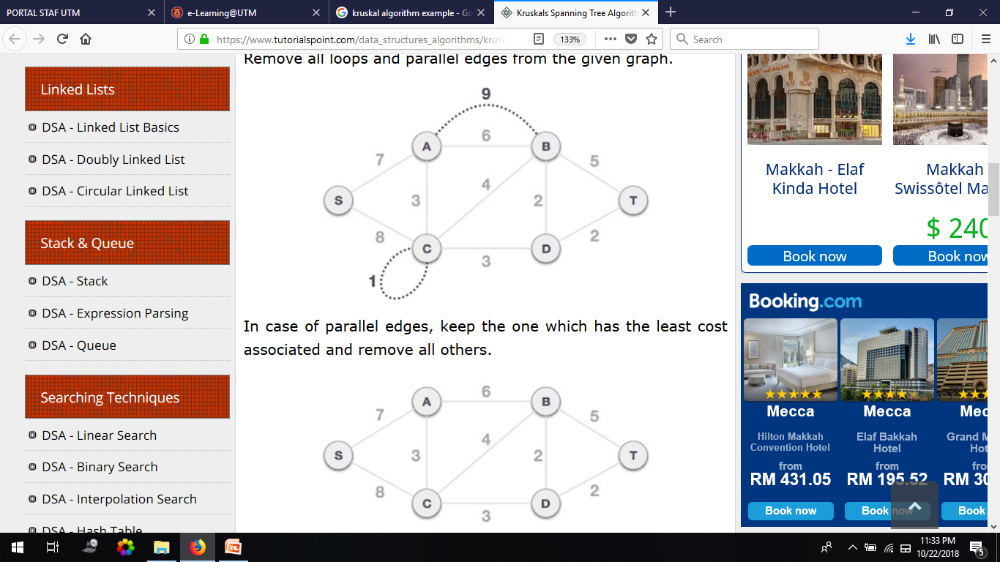 PORTAL STAF UTM
e-Learning@UTM
kruskal algorithm example - Go
Kruskals Spanning Tree Algorith
https://www.tutorialspoint.com/data_structures_algorithms/krus
133%
Search
Linked Lists
DSA - Linked List Basics
DSA - Doubly Linked List
DSA - Circular Linked List
Stack & Queue
DSA - Stack
DSA - Expression Parsing
DSA - Queue
Searching Techniques
DSA - Linear Search
DSA - Binary Search
DSA - Interpolation Search
DSA - Hash Table
Remove all loops and parallel edges from the given graph.
9
A 6 B
7 5
S 3 4 2 T
8 2
C 3 D
1
In case of parallel edges, keep the one which has the least cost
associated and remove all others.
A 6 B
7 5
S 3 4 2 T
8 2
C 3 D
Makkah - Elaf
Kinda Hotel
Book now
Makkah
Swissôtel Ma
$ 240
Book now
Booking.com
Mecca
Hilton Makkah
Convention Hotel
from
RM 431.05
Book now
Mecca
Elaf Bakkah
Hotel
from
RM 195.52
Book now
Mec
Grand M
Hot
fro
RM 30
Book
11:33 PM
10/22/2018
5